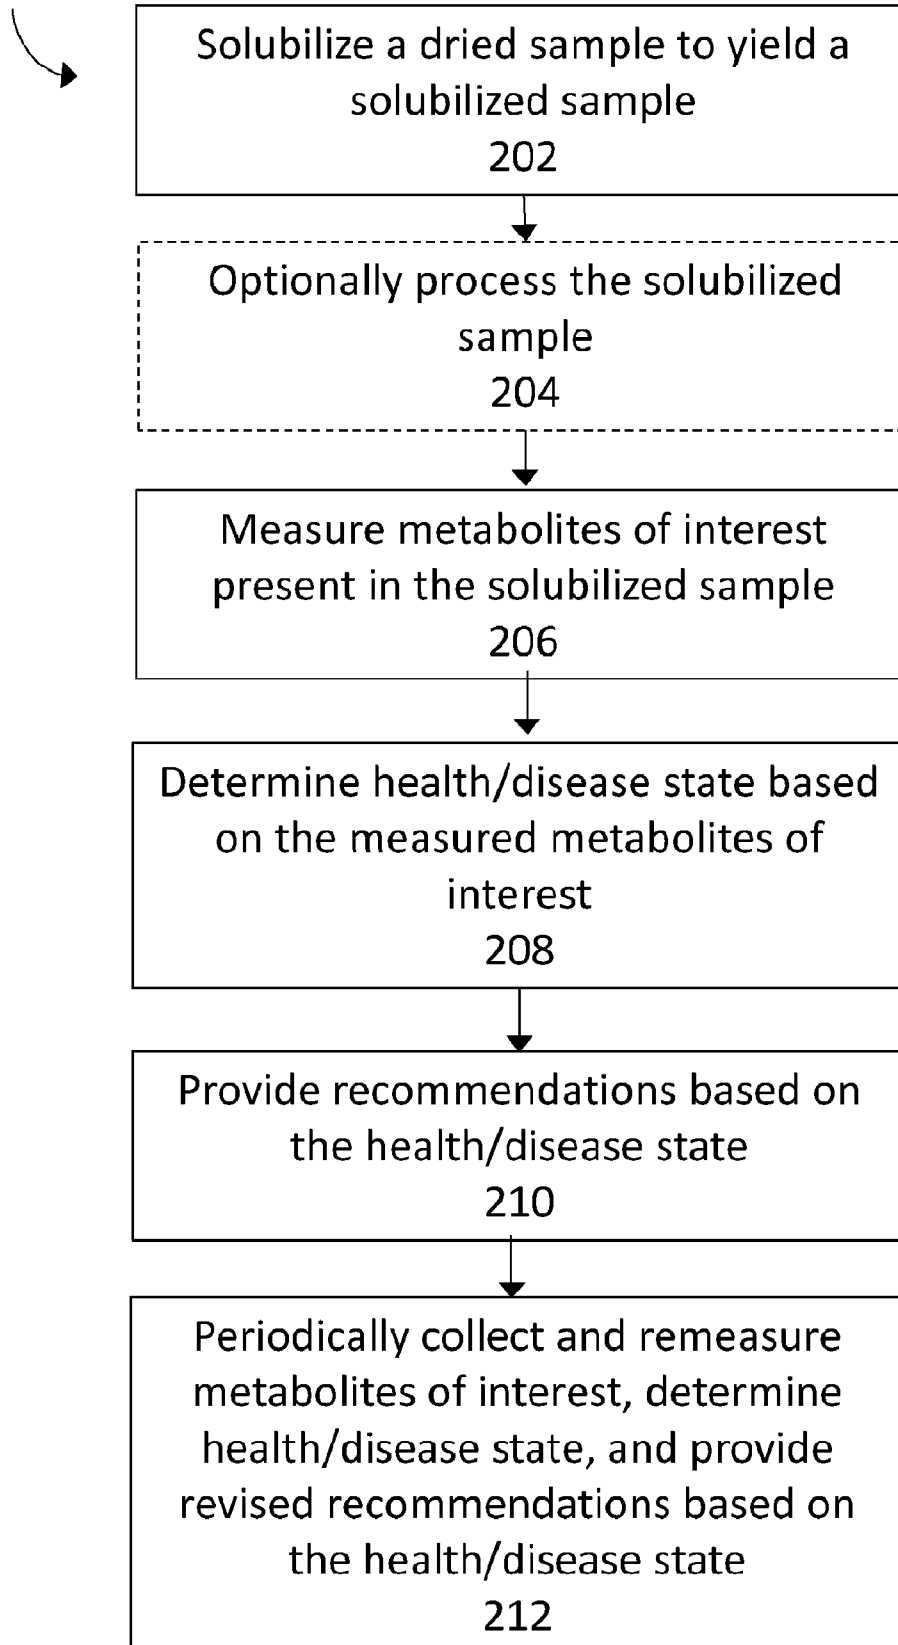 Solubilize a dried sample to yield a
solubilized sample
202
Optionally process the solubilized
sample
204
Measure metabolites of interest
present in the solubilized sample
206
Determine health/disease state based
on the measured metabolites of
interest
208
Provide recommendations based on
the health/disease state
210
Periodically collect and remeasure
metabolites of interest, determine
health/disease state, and provide
revised recommendations based on
the health/disease state
212